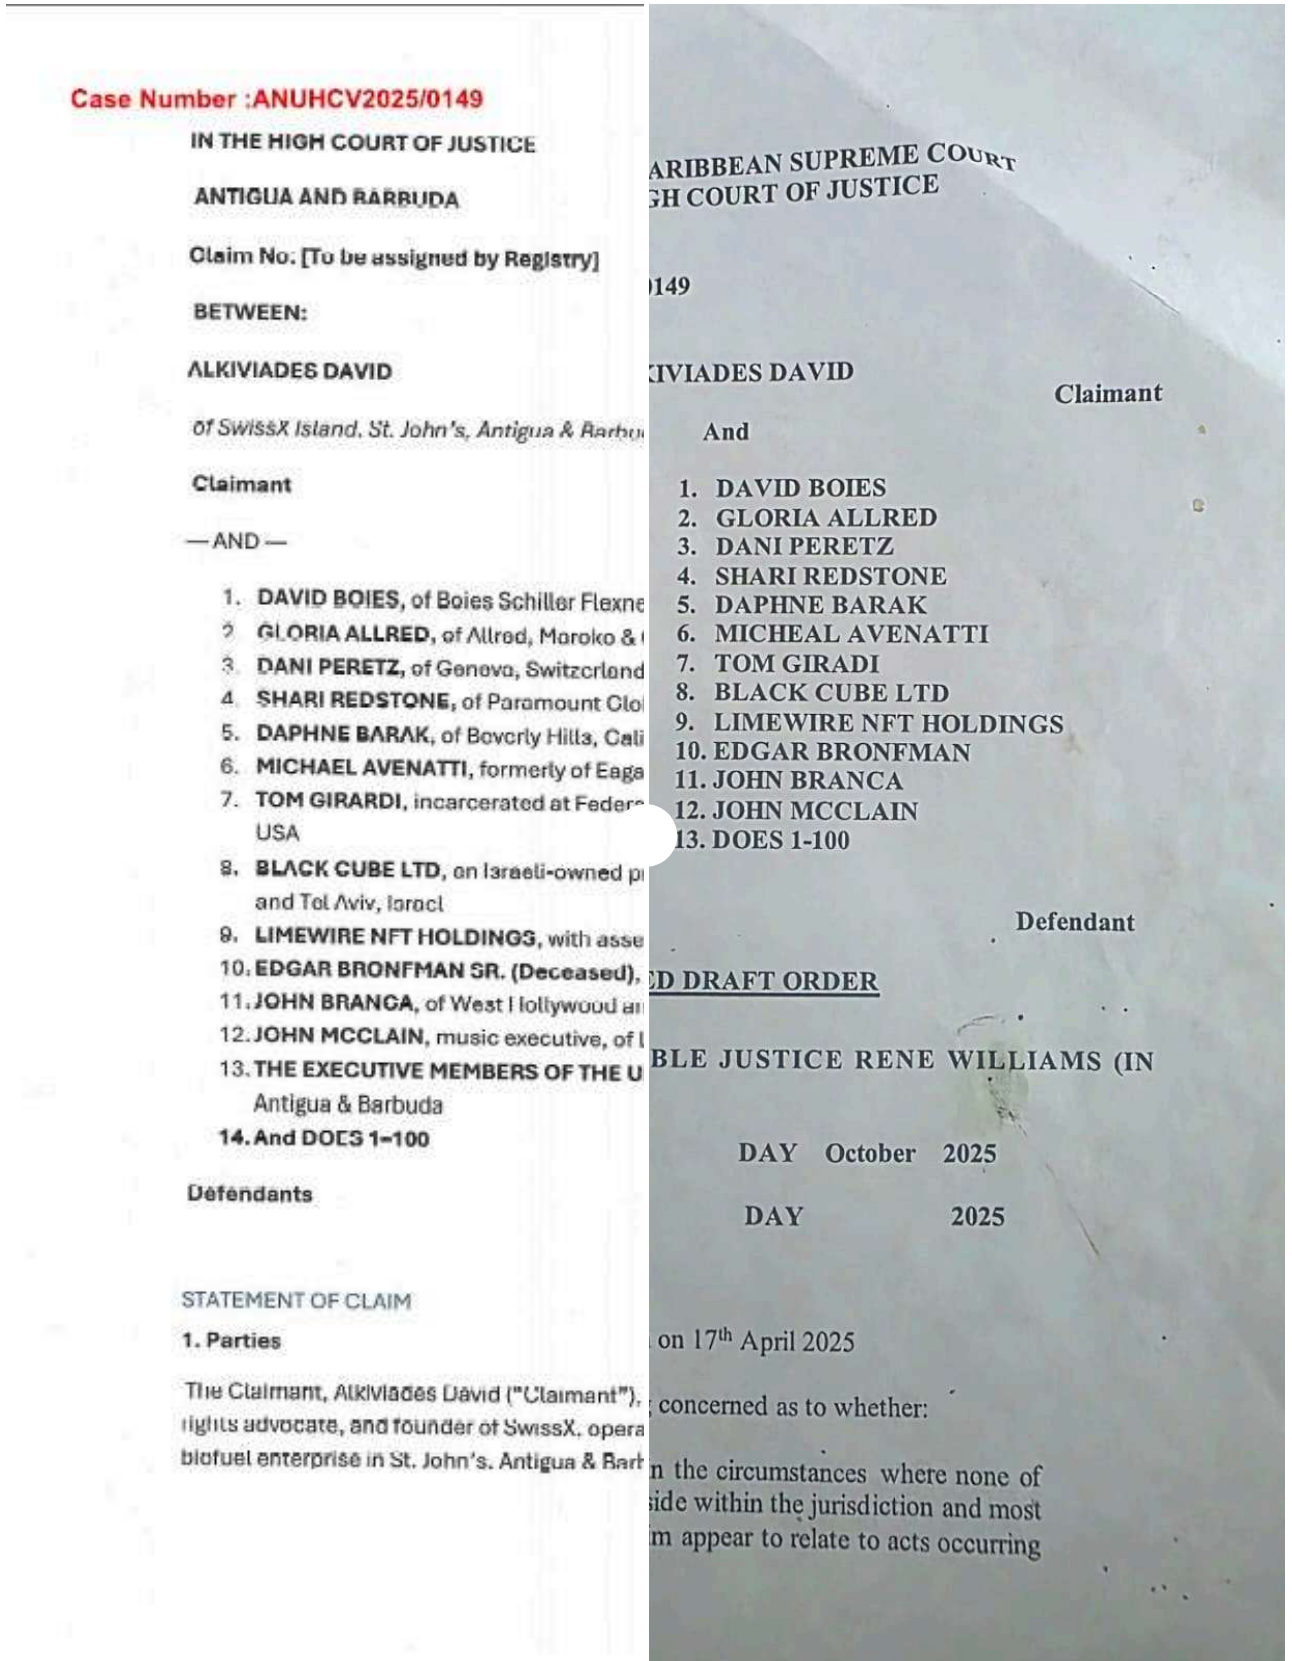 Case Number :ANUHCV2025/0149
IN THE HIGH COURT OF JUSTICE
ANTIGUA AND BARBUDA
Claim No: [To be assigned by Registry]
BETWEEN:
ALKIVIADES DAVID
of SwissX Island, St. John's, Antigua & Barbu
Claimant
— AND —
1. DAVID BOIES, of Boies Schiller Flexne
2. GLORIA ALLRED, of Allred, Maroko &
3. DANI PERETZ, of Geneva, Switzerland
4. SHARI REDSTONE, of Paramount Glo
5. DAPHNE BARAK, of Beverly Hills, Cali
6. MICHAEL AVENATTI, formerly of Eaga
7. TOM GIRARDI, incarcerated at Federa
USA
8. BLACK CUBE LTD, an Israeli-owned p
and Tel Aviv, Israel
9. LIMEWIRE NFT HOLDINGS, with asse
10. EDGAR BRONFMAN SR. (Deceased),
11. JOHN BRANCA, of West Hollywood a
12. JOHN MCCLAIN, music executive, of L
13. THE EXECUTIVE MEMBERS OF THE U
Antigua & Barbuda
14. And DOES 1–100
Defendants
STATEMENT OF CLAIM
1. Parties
The Claimant, Alkiviades David ("Claimant"),
rights advocate, and founder of SwissX, opera
biofuel enterprise in St. John's, Antigua & Barb
ARIBBEAN SUPREME COURT
GH COURT OF JUSTICE
0149
KIVIADES DAVID
Claimant
And
1. DAVID BOIES
2. GLORIA ALLRED
3. DANI PERETZ
4. SHARI REDSTONE
5. DAPHNE BARAK
6. MICHEAL AVENATTI
7. TOM GIRADI
8. BLACK CUBE LTD
9. LIMEWIRE NFT HOLDINGS
10. EDGAR BRONFMAN
11. JOHN BRANCA
12. JOHN MCCLAIN
13. DOES 1-100
Defendant
ED DRAFT ORDER
BLE JUSTICE RENE WILLIAMS (IN
DAY October 2025
DAY 2025
on 17th April 2025
concerned as to whether:
n the circumstances where none of
side within the jurisdiction and most
im appear to relate to acts occurring